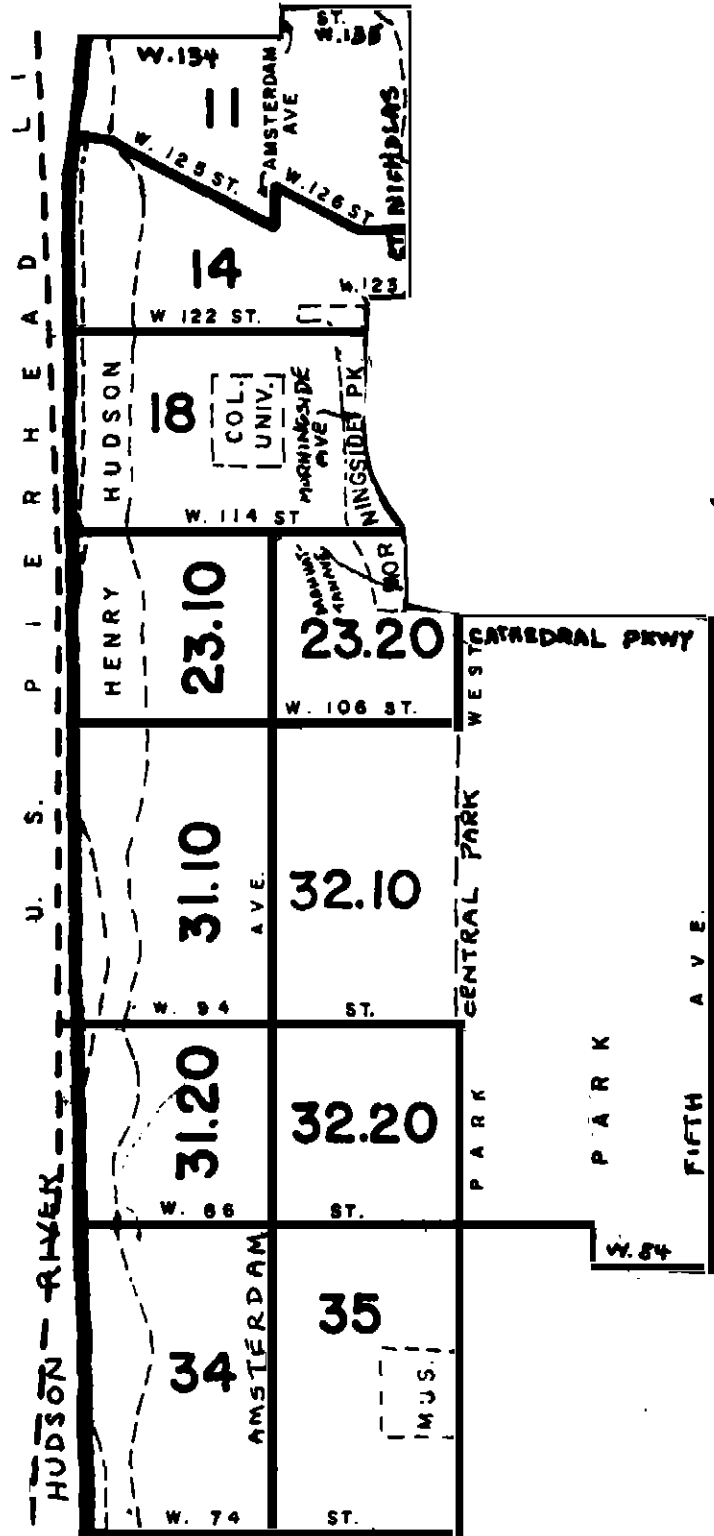 U.S. PIERHEAD LI
HUDSON RIVER
ST.
W.135
W.134
11
AMSTERDAM
AVE
ST NICHOLAS
W. 125 ST.
W. 126 ST
14
W.123
W 122 ST.
HENRY HUDSON
18
COL.
UNIV.
MORNINGSIDE
AVE
MORNINGSIDE PK
W. 114 ST
23.10
23.20
CATHEDRAL PKWY
W. 106 ST.
CENTRAL PARK WEST
31.10
32.10
AVE.
W. 94 ST.
31.20
32.20
PARK
PARK
FIFTH AVE.
W. 86 ST.
W. 84
AMSTERDAM
34
35
MUS.
W. 74 ST.